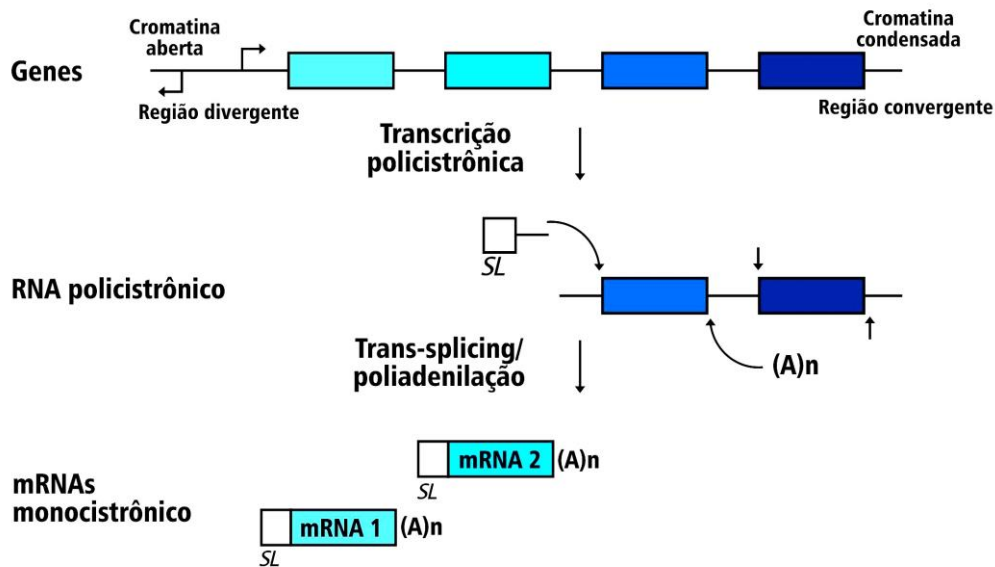 Cromatina
aberta
Cromatina
condensada
Genes
Região divergente
Região convergente
Transcrição
policistrônica
SL
RNA policistrônico
Trans-splicing/
poliadenilação
(A)n
mRNA 2 (A)n
SL
mRNAs
monocistrônico
mRNA 1 (A)n
SL